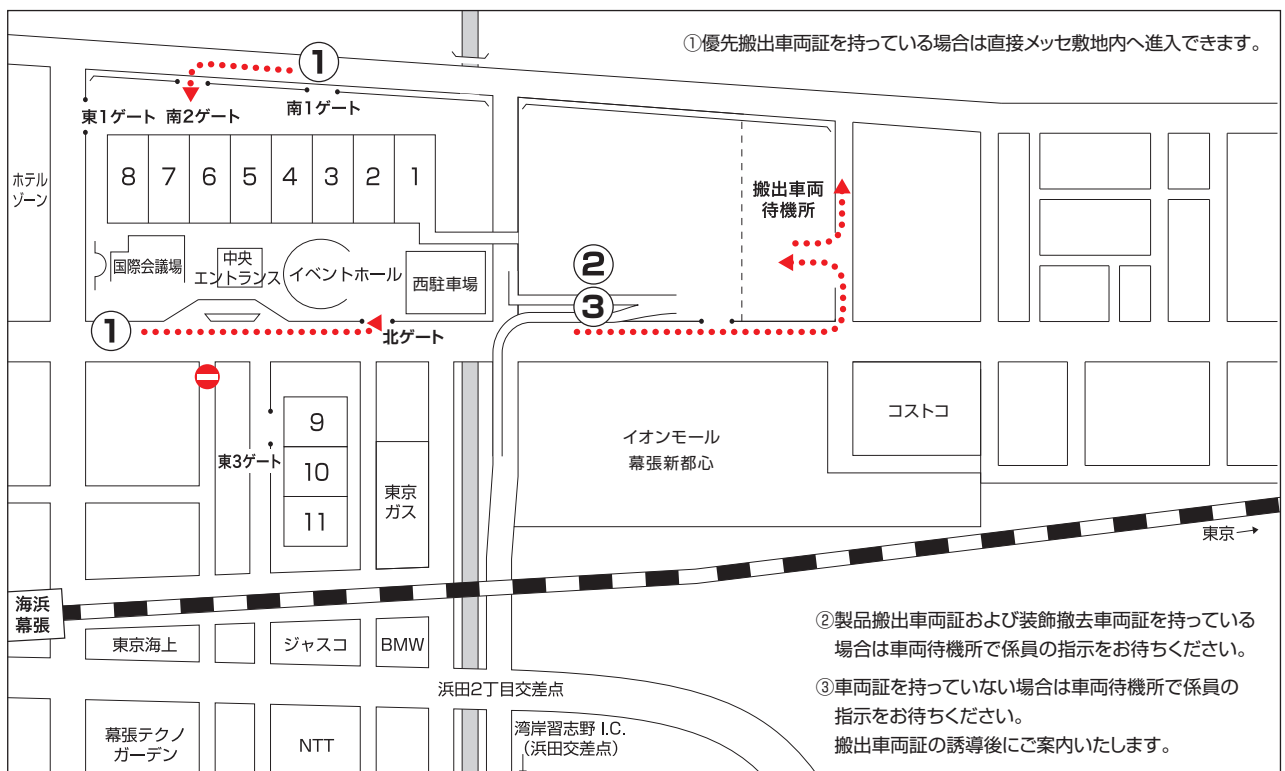 ①優先搬出車両証を持っている場合は直接メッセ敷地内へ進入できます。
①
東1ゲート
南2ゲート
南1ゲート
ホテル
ゾーン
8
7
6
5
4
3
2
1
搬出車両
待機所
国際会議場
中央
エントランス
イベントホール
西駐車場
②
③
①
北ゲート
東3ゲート
9
10
11
東京
ガス
イオンモール
幕張新都心
コストコ
東京→
海浜
幕張
東京海上
ジャスコ
BMW
②製品搬出車両証および装飾撤去車両証を持っている
場合は車両待機所で係員の指示をお待ちください。
③車両証を持っていない場合は車両待機所で係員の
指示をお待ちください。
搬出車両証の誘導後にご案内いたします。
浜田2丁目交差点
幕張テクノ
ガーデン
NTT
湾岸習志野 I.C.
（浜田交差点）